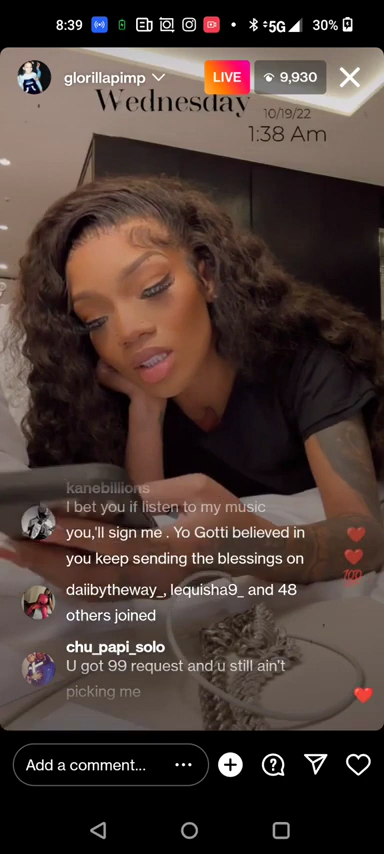 8:39
5G
30%
glorillapimp
LIVE
9,930
Wednesday
10/19/22
1:38 Am
kanebillions
I bet you if listen to my music
you,'ll sign me . Yo Gotti believed in
you keep sending the blessings on
daiibytheway_, lequisha9_ and 48
others joined
chu_papi_solo
U got 99 request and u still ain't
picking me
Add a comment...